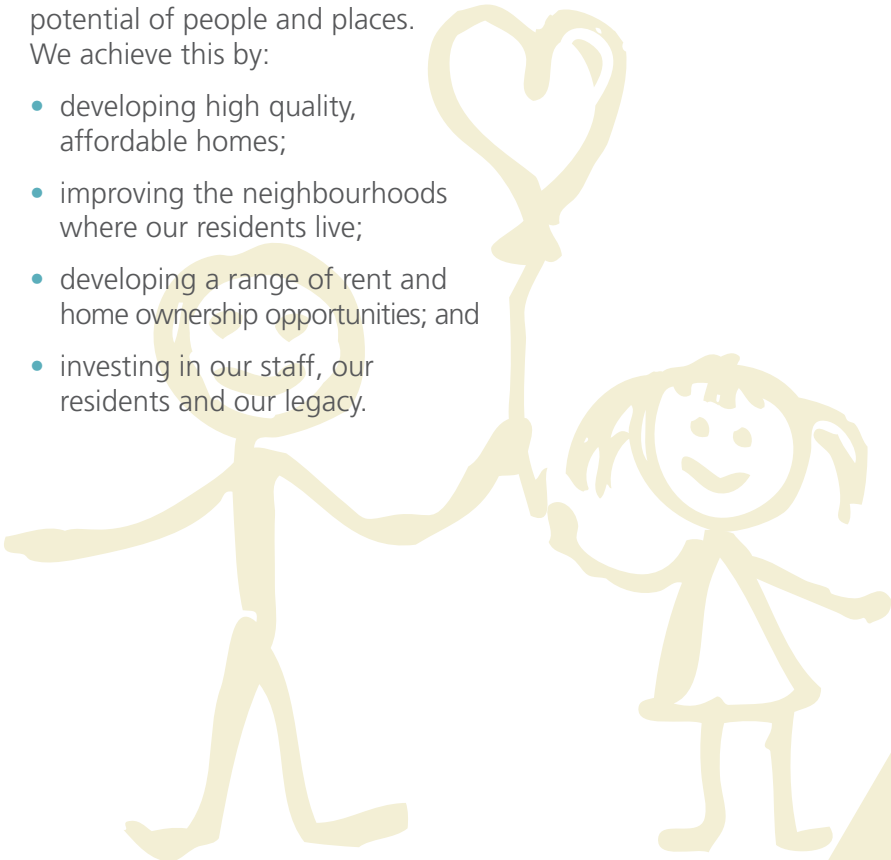 potential of people and places.
We achieve this by:
• developing high quality,
affordable homes;
• improving the neighbourhoods
where our residents live;
• developing a range of rent and
home ownership opportunities; and
• investing in our staff, our
residents and our legacy.